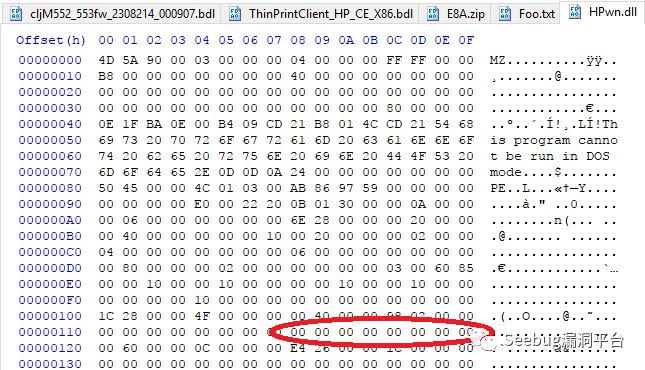 cljM552_553fw_2308214_000907.bdl ThinPrintClient_HP_CE_X86.bdl E8A.zip Foo.txt HPwn.dll
Offset(h) 00 01 02 03 04 05 06 07 08 09 0A 0B 0C 0D 0E 0F
00000000 4D 5A 90 00 03 00 00 00 04 00 00 00 FF FF 00 00 MZ..........ÿÿ..
00000010 B8 00 00 00 00 00 00 00 40 00 00 00 00 00 00 00 ¸.......@.......
00000020 00 00 00 00 00 00 00 00 00 00 00 00 00 00 00 00 ................
00000030 00 00 00 00 00 00 00 00 00 00 00 00 80 00 00 00 ............€...
00000040 0E 1F BA 0E 00 B4 09 CD 21 B8 01 4C CD 21 54 68 ..º..´.Í!¸.LÍ!Th
00000050 69 73 20 70 72 6F 67 72 61 6D 20 63 61 6E 6E 6F is program canno
00000060 74 20 62 65 20 72 75 6E 20 69 6E 20 44 4F 53 20 t be run in DOS
00000070 6D 6F 64 65 2E 0D 0D 0A 24 00 00 00 00 00 00 00 mode....$.......
00000080 50 45 00 00 4C 01 03 00 AB 86 97 59 00 00 00 00 PE..L...«†—Y....
00000090 00 00 00 00 E0 00 22 20 0B 01 30 00 00 0A 00 00 ....à." ..0.....
000000A0 00 06 00 00 00 00 00 00 6E 28 00 00 00 20 00 00 ........n(... ..
000000B0 00 40 00 00 00 00 00 10 00 20 00 00 00 02 00 00 .@....... ......
000000C0 04 00 00 00 00 00 00 00 06 00 00 00 00 00 00 00 ................
000000D0 00 80 00 00 00 02 00 00 00 00 00 00 03 00 60 85 .€............`…
000000E0 00 00 10 00 00 10 00 00 00 00 10 00 00 10 00 00 ................
000000F0 00 00 00 00 10 00 00 00 00 00 00 00 00 00 00 00 ................
00000100 1C 28 00 00 4F 00 00 00 00 40 00 00 98 02 00 00 .(..O....@..˜...
00000110 00 00 00 00 00 00 00 00 00 00 00 00 00 00 00 00
00000120 00 60 00 00 0C 00 00 00 E4 26 00 00 1C 00 00 00
00000130 00 00 00 00 00 00 00 00 00 00 00 00 00 00 00 00 ................
Seebug漏洞平台